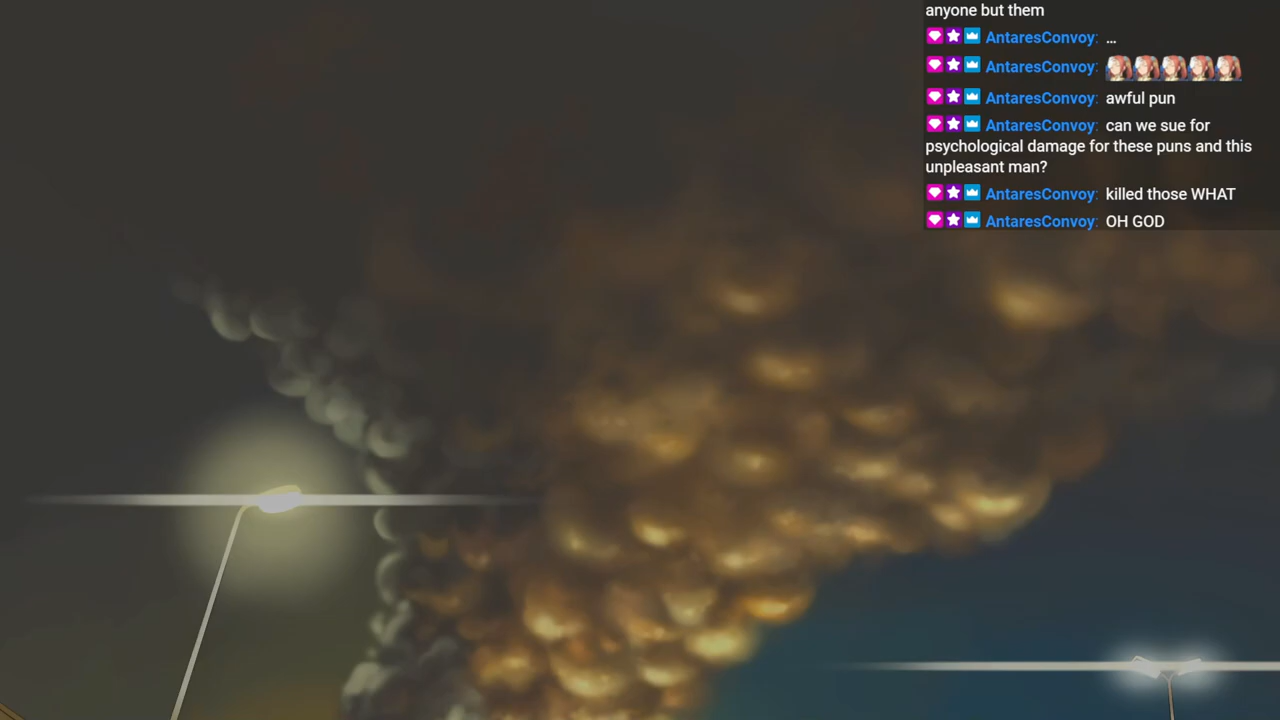 anyone but them
AntaresConvoy: ...
AntaresConvoy:
AntaresConvoy: awful pun
AntaresConvoy: can we sue for
psychological damage for these puns and this
unpleasant man?
AntaresConvoy: killed those WHAT
AntaresConvoy: OH GOD